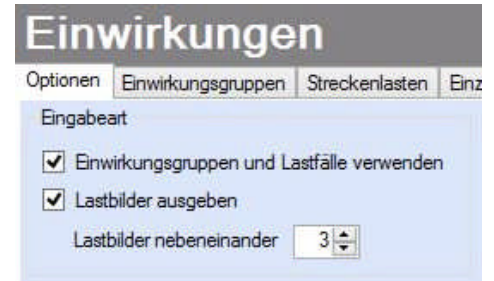 Einwirkungen
Optionen Einwirkungsgruppen Streckenlasten Einz
Eingabeart
Einwirkungsgruppen und Lastfälle verwenden
Lastbilder ausgeben
Lastbilder nebeneinander 3